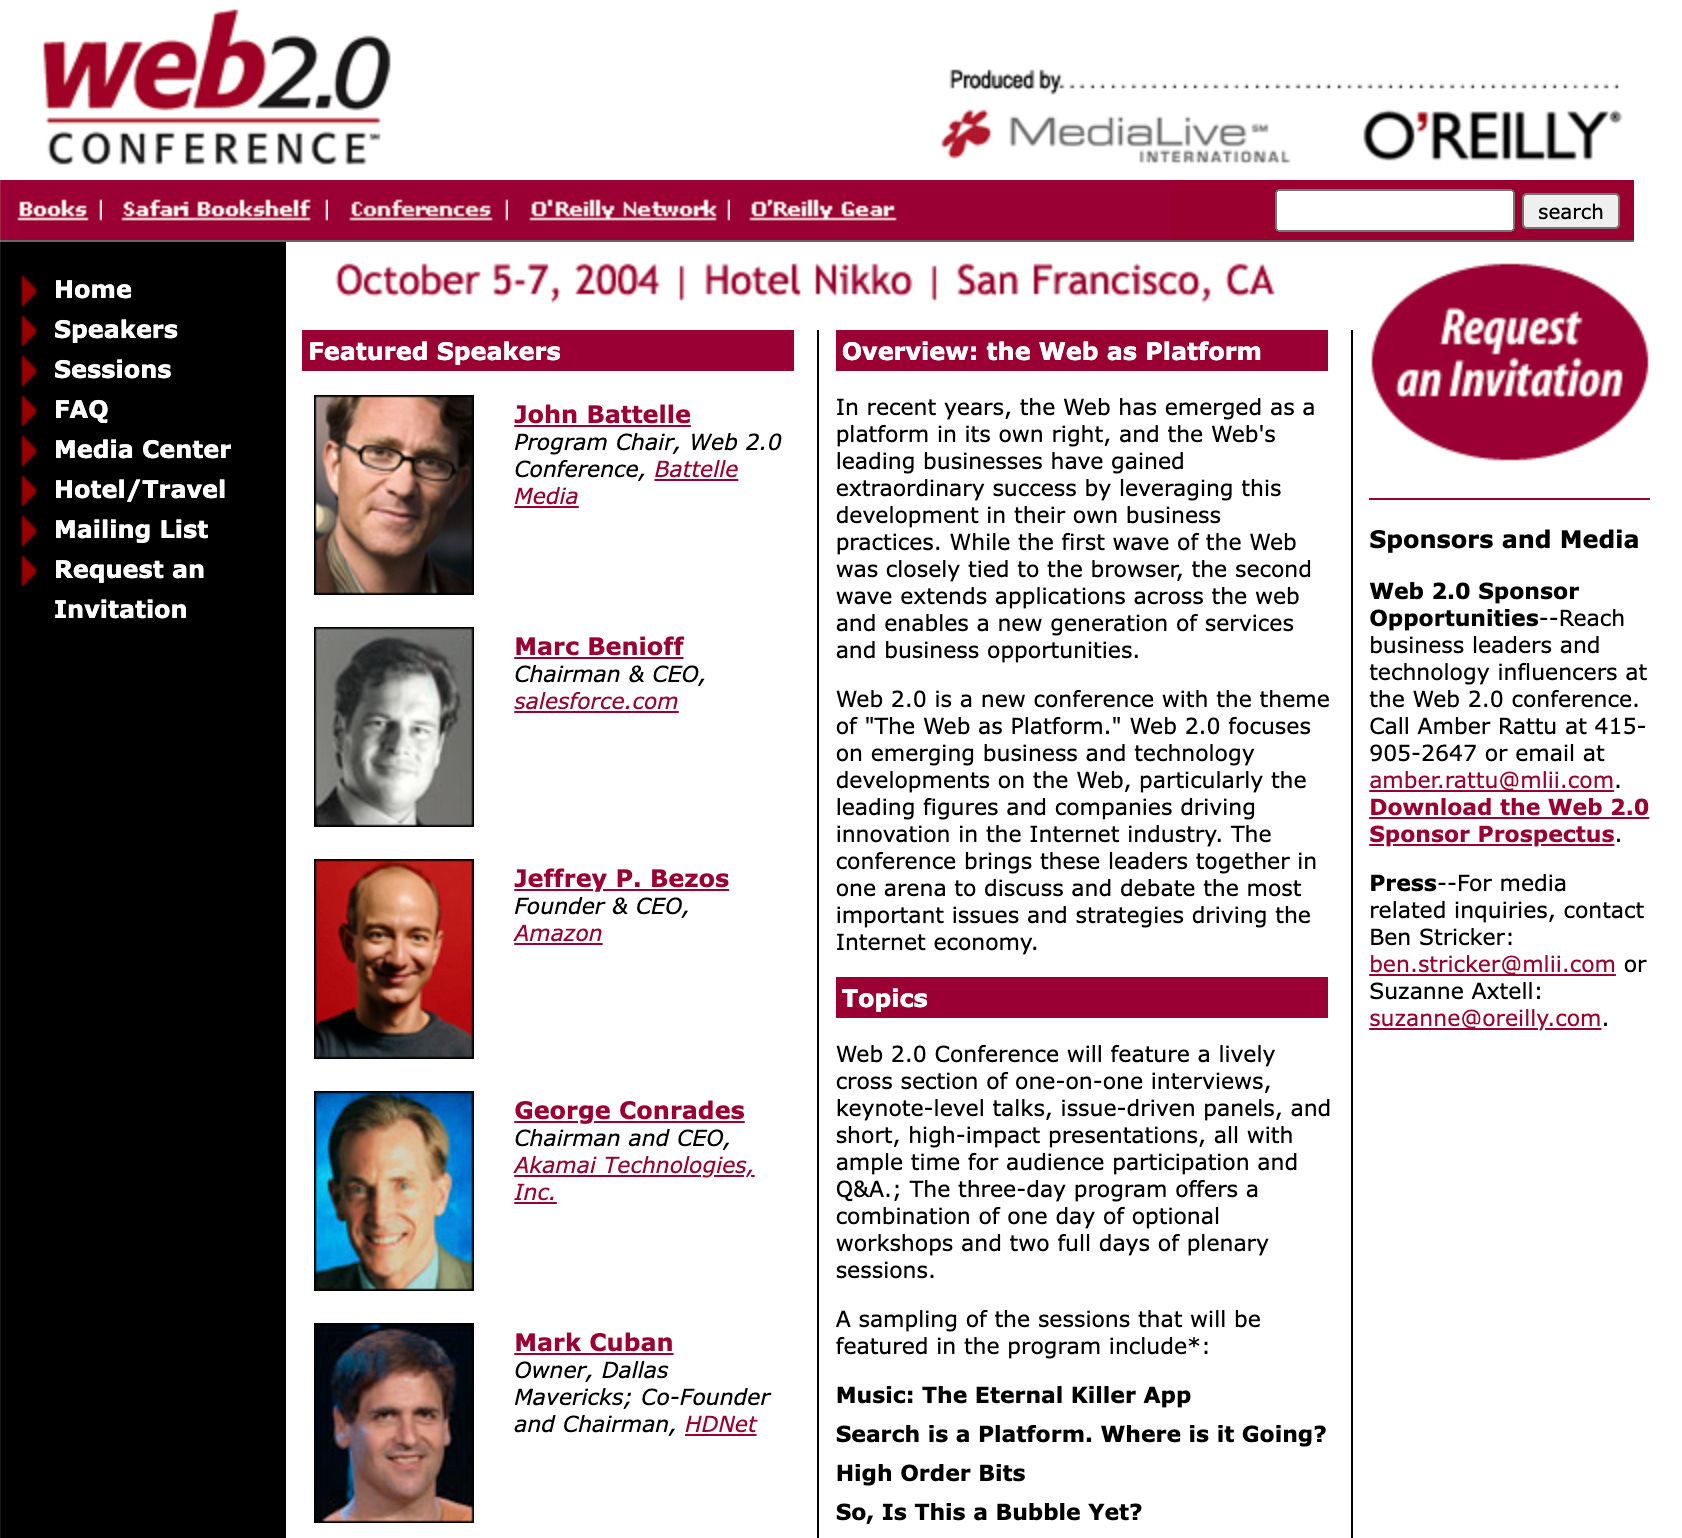 web2.0
CONFERENCE℠
Produced by
MediaLive℠
INTERNATIONAL
O'REILLY®
Books | Safari Bookshelf | Conferences | O'Reilly Network | O'Reilly Gear
search
Home
Speakers
Sessions
FAQ
Media Center
Hotel/Travel
Mailing List
Request an
Invitation
October 5-7, 2004 | Hotel Nikko | San Francisco, CA
Featured Speakers
John Battelle
Program Chair, Web 2.0
Conference, Battelle
Media
Marc Benioff
Chairman & CEO,
salesforce.com
Jeffrey P. Bezos
Founder & CEO,
Amazon
George Conrades
Chairman and CEO,
Akamai Technologies,
Inc.
Mark Cuban
Owner, Dallas
Mavericks; Co-Founder
and Chairman, HDNet
Overview: the Web as Platform
In recent years, the Web has emerged as a
platform in its own right, and the Web's
leading businesses have gained
extraordinary success by leveraging this
development in their own business
practices. While the first wave of the Web
was closely tied to the browser, the second
wave extends applications across the web
and enables a new generation of services
and business opportunities.
Web 2.0 is a new conference with the theme
of "The Web as Platform." Web 2.0 focuses
on emerging business and technology
developments on the Web, particularly the
leading figures and companies driving
innovation in the Internet industry. The
conference brings these leaders together in
one arena to discuss and debate the most
important issues and strategies driving the
Internet economy.
Topics
Web 2.0 Conference will feature a lively
cross section of one-on-one interviews,
keynote-level talks, issue-driven panels, and
short, high-impact presentations, all with
ample time for audience participation and
Q&A.; The three-day program offers a
combination of one day of optional
workshops and two full days of plenary
sessions.
A sampling of the sessions that will be
featured in the program include*:
Music: The Eternal Killer App
Search is a Platform. Where is it Going?
High Order Bits
So, Is This a Bubble Yet?
Request
an Invitation
Sponsors and Media
Web 2.0 Sponsor
Opportunities--Reach
business leaders and
technology influencers at
the Web 2.0 conference.
Call Amber Rattu at 415-
905-2647 or email at
amber.rattu@mlii.com.
Download the Web 2.0
Sponsor Prospectus.
Press--For media
related inquiries, contact
Ben Stricker:
ben.stricker@mlii.com or
Suzanne Axtell:
suzanne@oreilly.com.